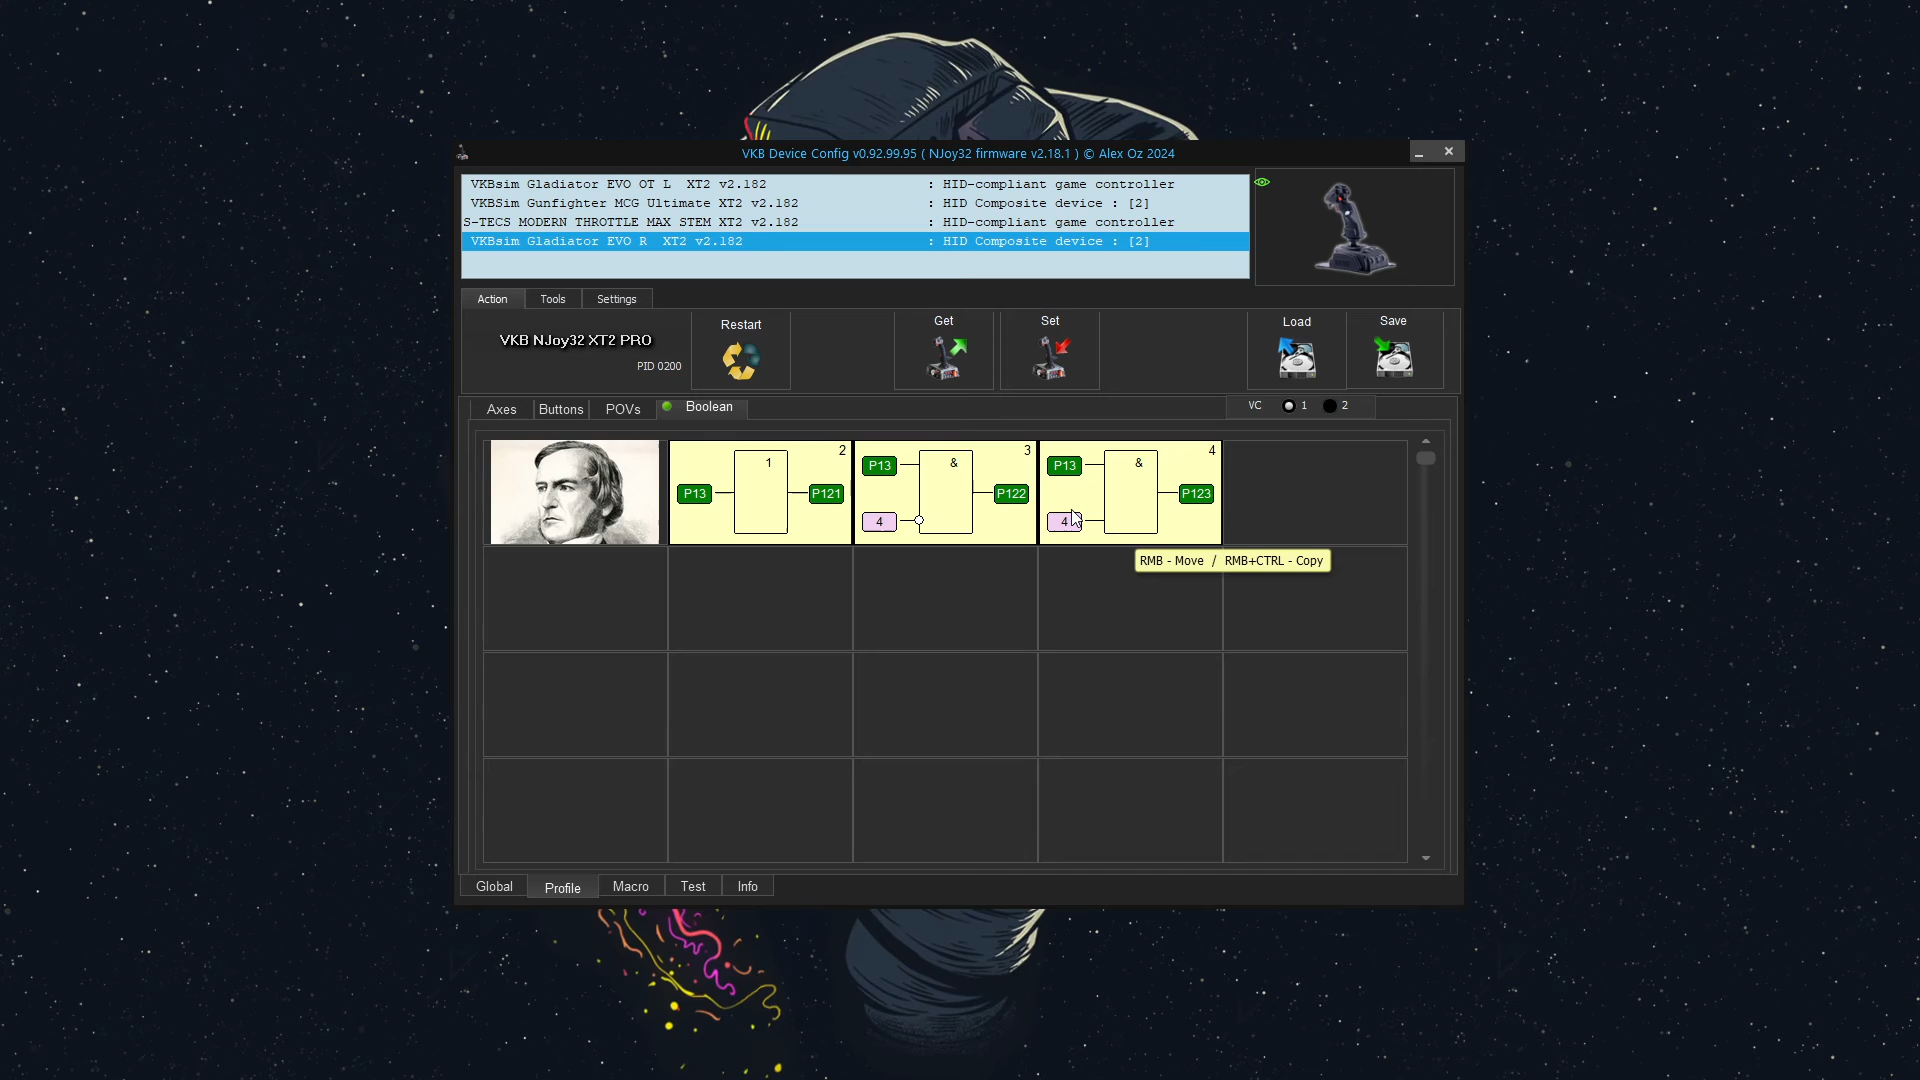 VKB Device Config v0.92.99.95 ( NJoy32 firmware v2.18.1 ) © Alex Oz 2024
VKBsim Gladiator EVO OT L  XT2 v2.182 : HID-compliant game controller
VKBSim Gunfighter MCG Ultimate XT2 v2.182 : HID Composite device : [2]
S-TECS MODERN THROTTLE MAX STEM XT2 v2.182 : HID-compliant game controller
VKBsim Gladiator EVO R  XT2 v2.182 : HID Composite device : [2]
Action Tools Settings
VKB NJoy32 XT2 PRO
PID 0200
Restart
Get
Set
Load
Save
Axes Buttons POVs Boolean VC 1 2
2
1
P13
P121
3
P13
&
P122
4
4
P13
&
P123
4
RMB - Move / RMB+CTRL - Copy
Global Profile Macro Test Info